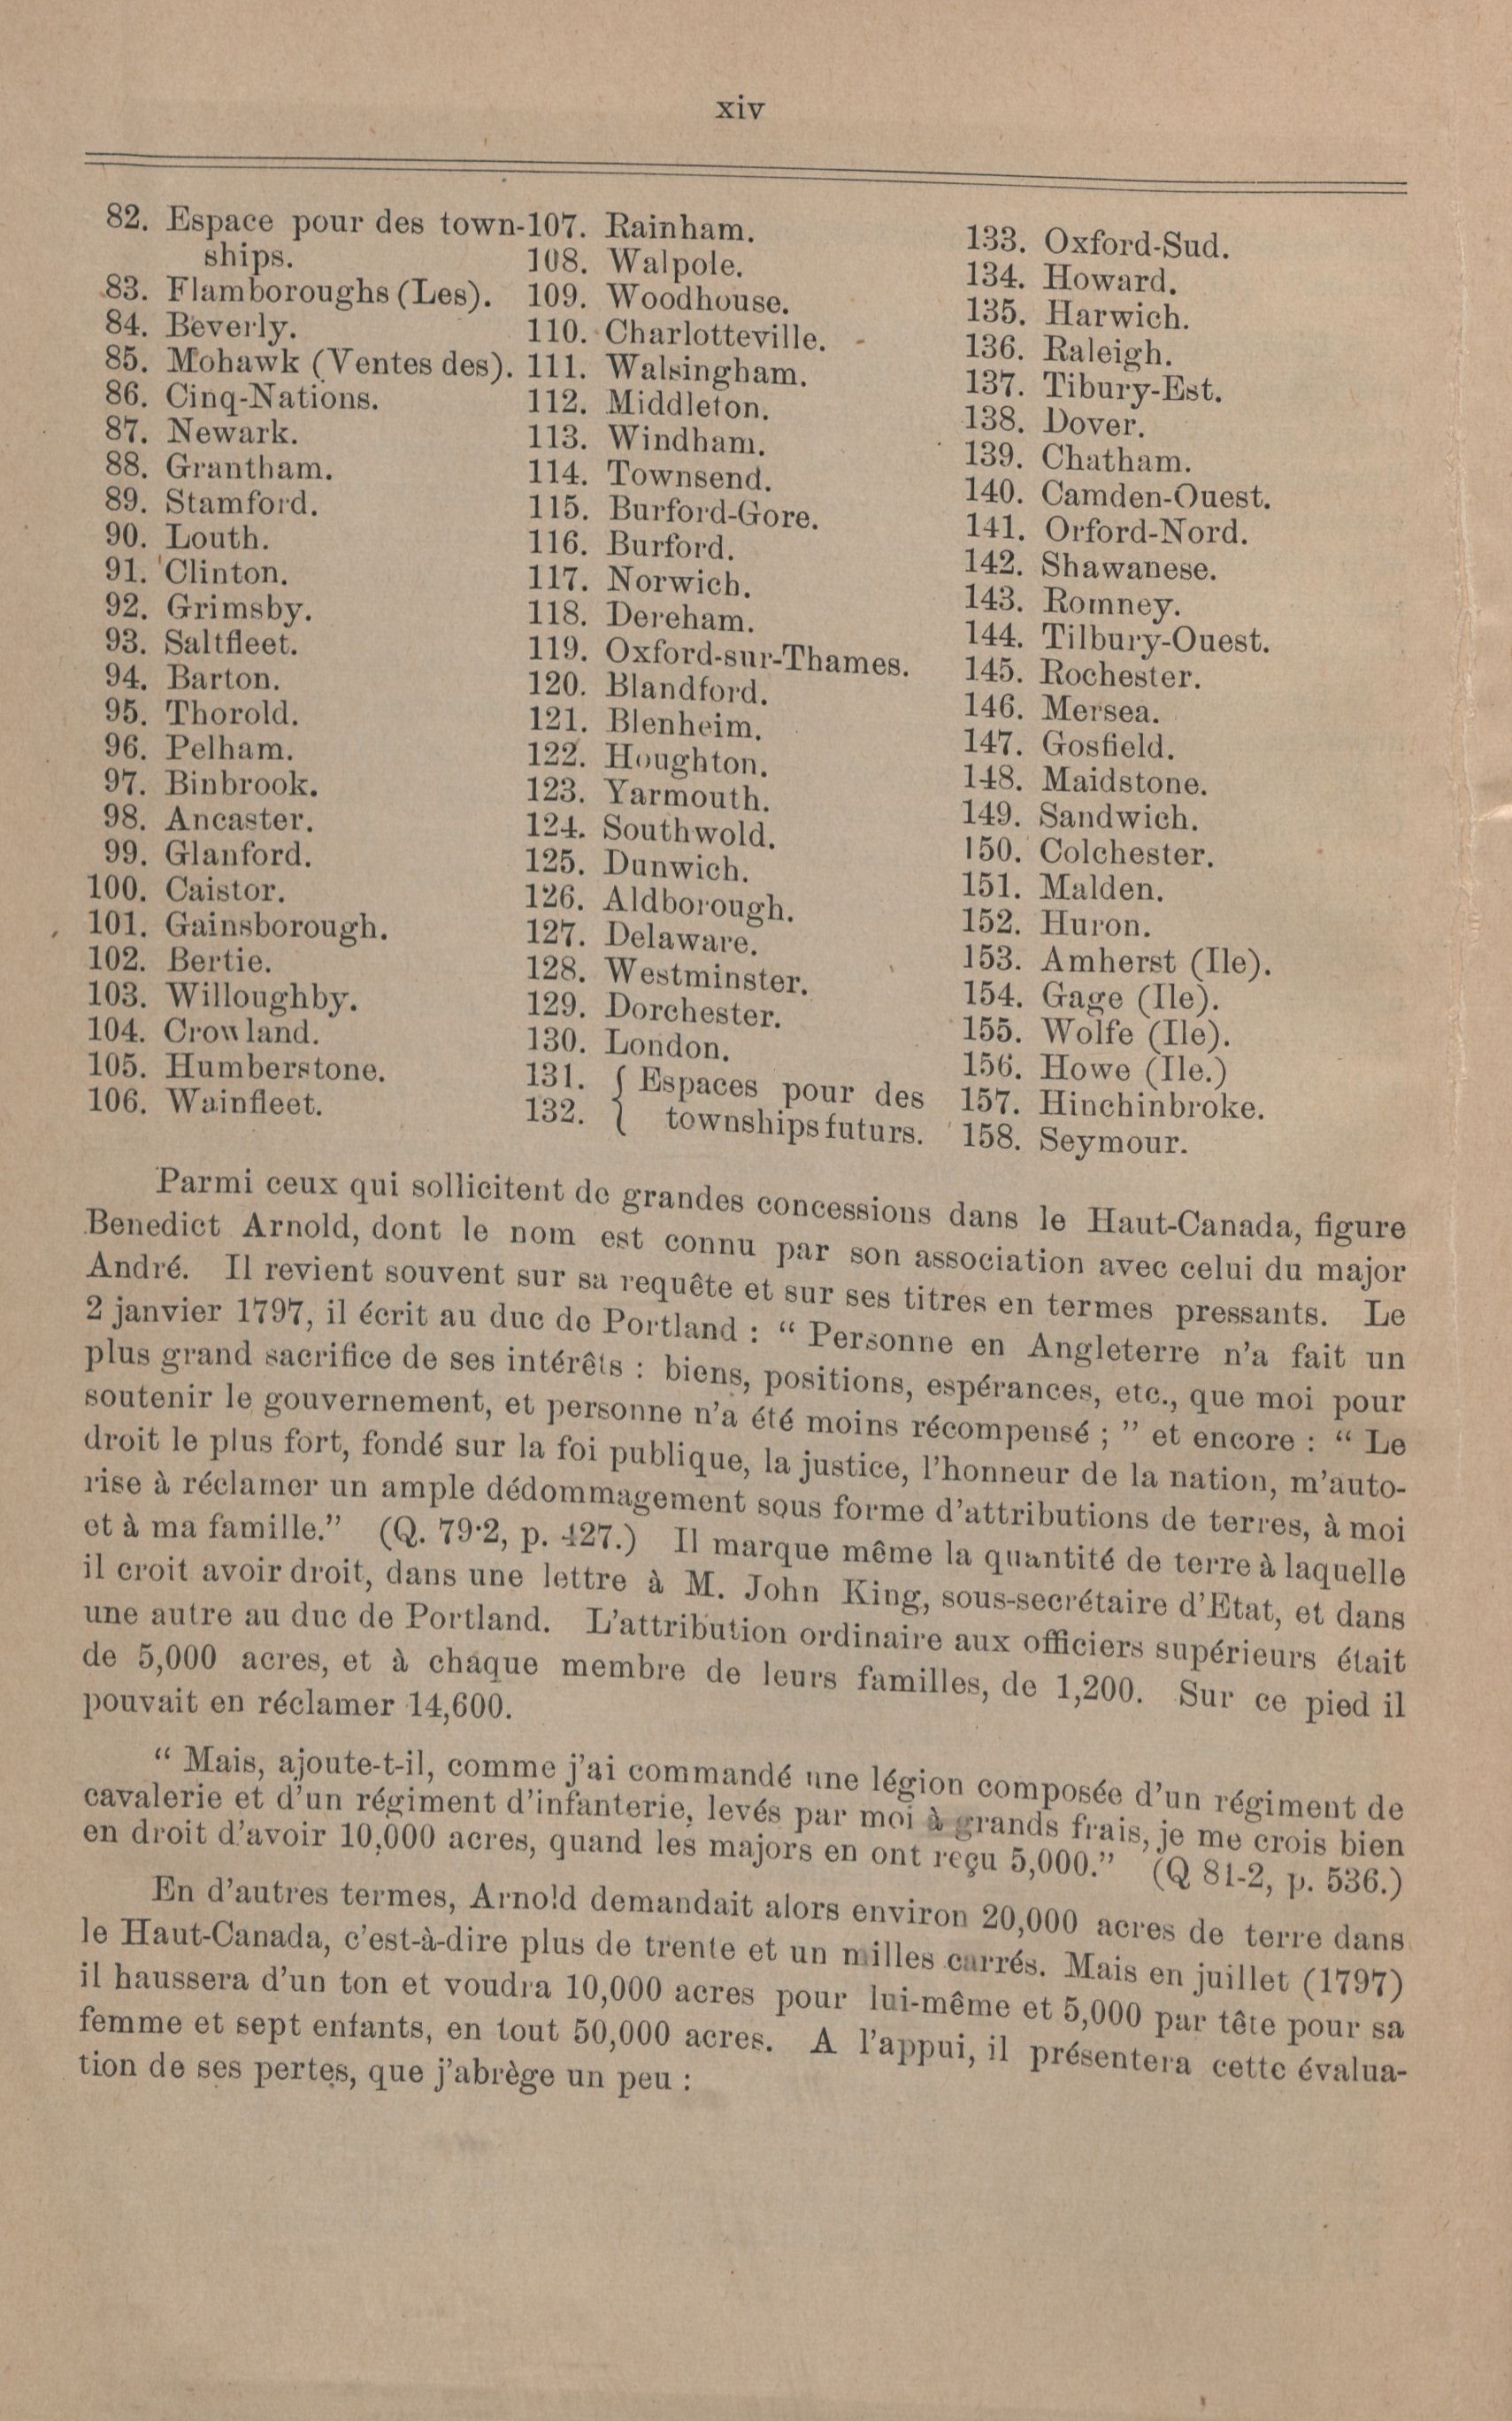 xiv
82. Espace pour des town-
ships.
83. Flamboroughs (Les).
84. Beverly.
85. Mohawk (Ventes des).
86. Cinq-Nations.
87. Newark.
88. Grantham.
89. Stamford.
90. Louth.
91. Clinton.
92. Grimsby.
93. Saltfleet.
94. Barton.
95. Thorold.
96. Pelham.
97. Binbrook.
98. Ancaster.
99. Glanford.
100. Caistor.
101. Gainsborough.
102. Bertie.
103. Willoughby.
104. Crowland.
105. Humberstone.
106. Wainfleet.
107. Rainham.
108. Walpole.
109. Woodhouse.
110. Charlotteville.
111. Walsingham.
112. Middleton.
113. Windham.
114. Townsend.
115. Burford-Gore.
116. Burford.
117. Norwich.
118. Dereham.
119. Oxford-sur-Thames.
120. Blandford.
121. Blenheim.
122. Houghton.
123. Yarmouth.
124. Southwold.
125. Dunwich.
126. Aldborough.
127. Delaware.
128. Westminster.
129. Dorchester.
130. London.
131. { Espaces pour des
132. { townships futurs.
133. Oxford-Sud.
134. Howard.
135. Harwich.
136. Raleigh.
137. Tibury-Est.
138. Dover.
139. Chatham.
140. Camden-Ouest.
141. Orford-Nord.
142. Shawanese.
143. Romney.
144. Tilbury-Ouest.
145. Rochester.
146. Mersea.
147. Gosfield.
148. Maidstone.
149. Sandwich.
150. Colchester.
151. Malden.
152. Huron.
153. Amherst (Ile).
154. Gage (Ile).
155. Wolfe (Ile).
156. Howe (Ile.)
157. Hinchinbroke.
158. Seymour.
Parmi ceux qui sollicitent de grandes concessions dans le Haut-Canada, figure
Benedict Arnold, dont le nom est connu par son association avec celui du major
André. Il revient souvent sur sa requête et sur ses titres en termes pressants. Le
2 janvier 1797, il écrit au duc de Portland : “ Personne en Angleterre n’a fait un
plus grand sacrifice de ses intérêts : biens, positions, espérances, etc., que moi pour
soutenir le gouvernement, et personne n’a été moins récompensé ; ” et encore : “ Le
droit le plus fort, fondé sur la foi publique, la justice, l’honneur de la nation, m’auto-
rise à réclamer un ample dédommagement sous forme d’attributions de terres, à moi
et à ma famille.” (Q. 79·2, p. 427.) Il marque même la quantité de terre à laquelle
il croit avoir droit, dans une lettre à M. John King, sous-secrétaire d’Etat, et dans
une autre au duc de Portland. L’attribution ordinaire aux officiers supérieurs était
de 5,000 acres, et à chaque membre de leurs familles, de 1,200. Sur ce pied il
pouvait en réclamer 14,600.
“ Mais, ajoute-t-il, comme j’ai commandé une légion composée d’un régiment de
cavalerie et d’un régiment d’infanterie, levés par moi à grands frais, je me crois bien
en droit d’avoir 10,000 acres, quand les majors en ont reçu 5,000.” (Q 81-2, p. 536.)
En d’autres termes, Arnold demandait alors environ 20,000 acres de terre dans
le Haut-Canada, c’est-à-dire plus de trente et un milles carrés. Mais en juillet (1797)
il haussera d’un ton et voudra 10,000 acres pour lui-même et 5,000 par tête pour sa
femme et sept enfants, en tout 50,000 acres. A l’appui, il présentera cette évalua-
tion de ses pertes, que j’abrège un peu :